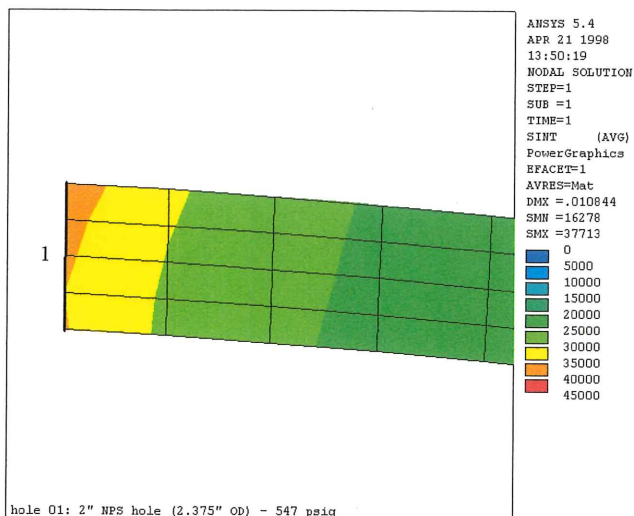 ANSYS 5.4
APR 21 1998
13:50:19
NODAL SOLUTION
STEP=1
SUB =1
TIME=1
SINT (AVG)
PowerGraphics
EFACET=1
AVRES=Mat
DMX =.010844
SMN =16278
SMX =37713
0
5000
10000
15000
20000
25000
30000
35000
40000
45000
1
hole 01: 2" NPS hole (2.375" OD) - 547 psig